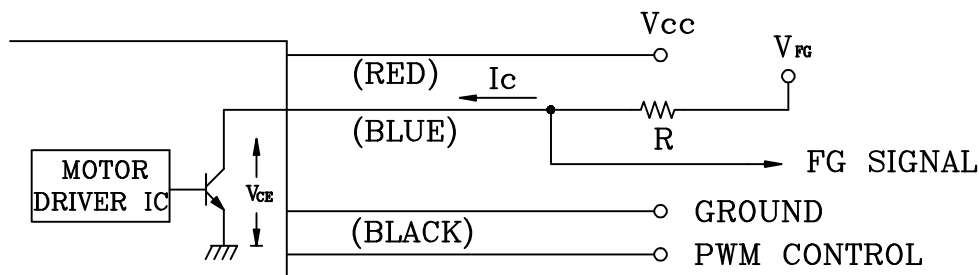 Vcc
VFG
(RED)
Ic
(BLUE)
R
MOTOR
DRIVER IC
VCE
FG SIGNAL
GROUND
(BLACK)
PWM CONTROL